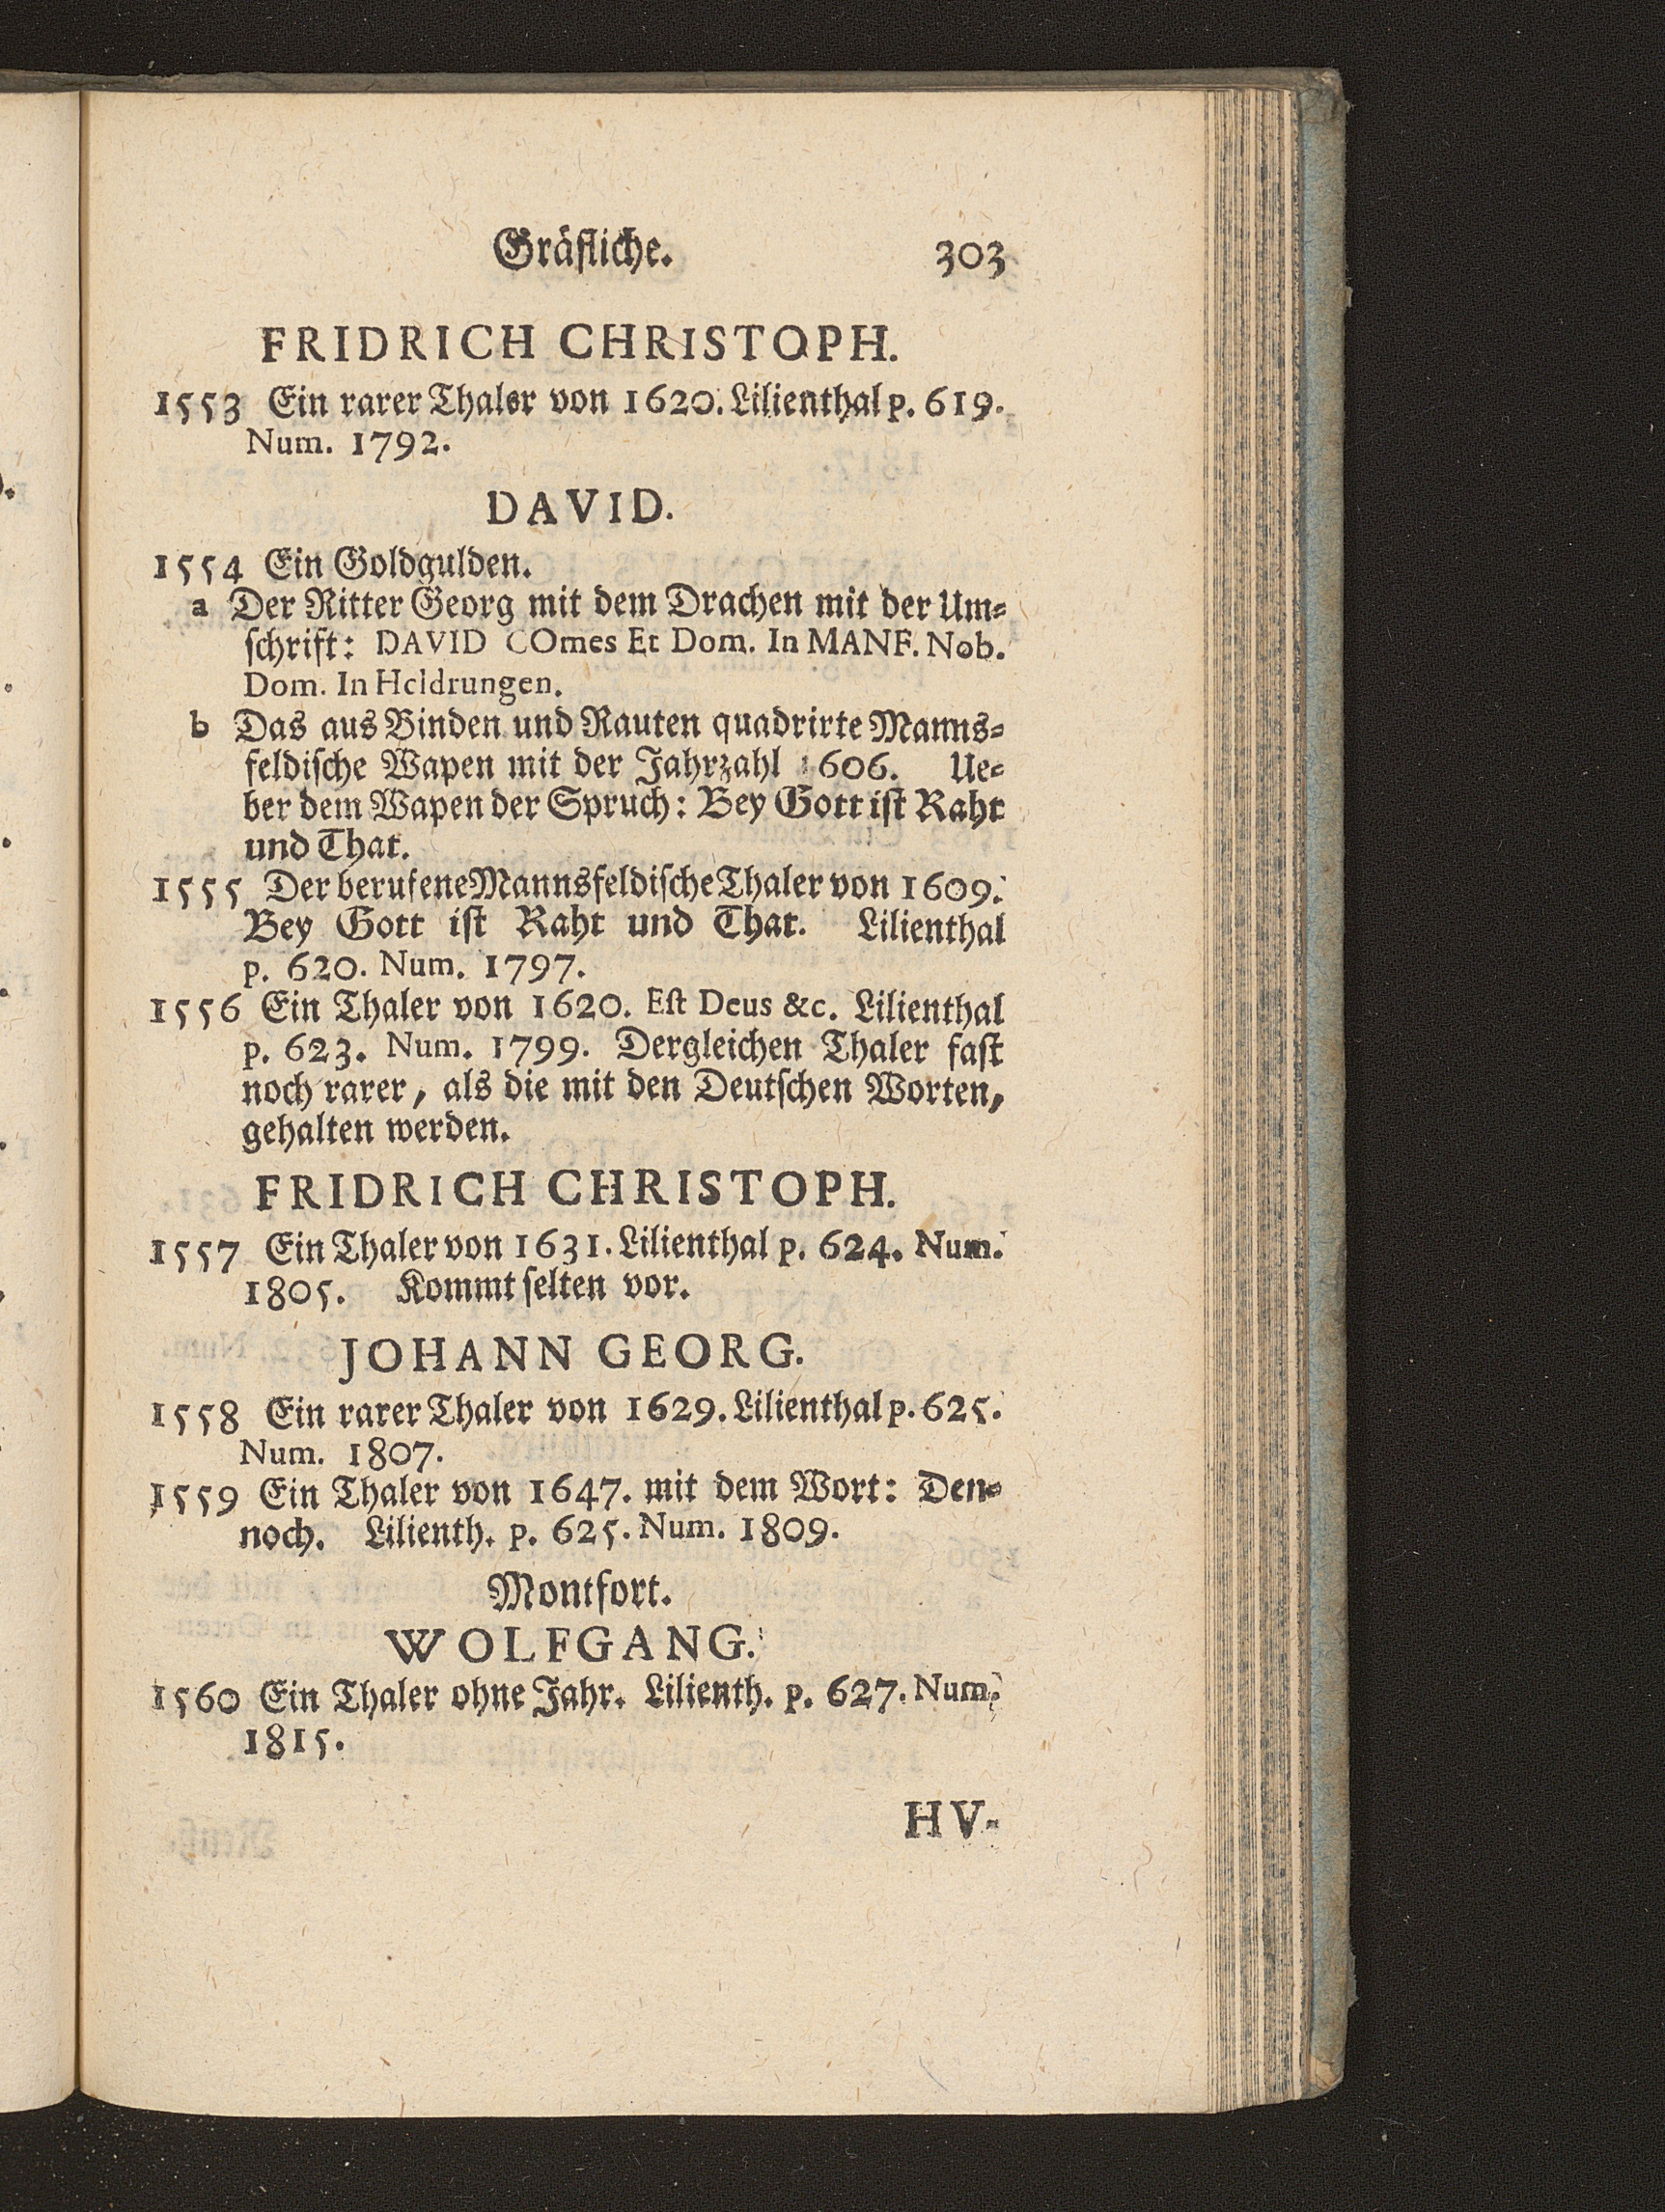 Gräfliche. 303
FRIDRICH CHRISTOPH.
1553 Ein rarer Thaler von 1620. Lilienthal p. 619.
Num. 1792.
DAVID.
1554 Ein Goldgulden.
a Der Ritter Georg mit dem Drachen mit der Um⸗
ſchrift: DAVID COmes Et Dom. In MANF. Nob.
Dom. In Heldrungen.
b Das aus Binden und Rauten quadrirte Manns⸗
feldiſche Wapen mit der Jahrzahl 1606. Ue⸗
ber dem Wapen der Spruch: Bey Gott iſt Raht
und That.
1555 Der berufene Mannsfeldiſche Thaler von 1609.
Bey Gott iſt Raht und That. Lilienthal
p. 620. Num. 1797.
1556 Ein Thaler von 1620. Eſt Deus &c. Lilienthal
p. 623. Num. 1799. Dergleichen Thaler faſt
noch rarer, als die mit den Deutſchen Worten,
gehalten werden.
FRIDRICH CHRISTOPH.
1557 Ein Thaler von 1631. Lilienthal p. 624. Num.
1805. Kommt ſelten vor.
JOHANN GEORG.
1558 Ein rarer Thaler von 1629. Lilienthal p. 625.
Num. 1807.
1559 Ein Thaler von 1647. mit dem Wort: Den⸗
noch. Lilienth. p. 625. Num. 1809.
Montfort.
WOLFGANG.
1560 Ein Thaler ohne Jahr. Lilienth. p. 627. Num.
1815.
HV-